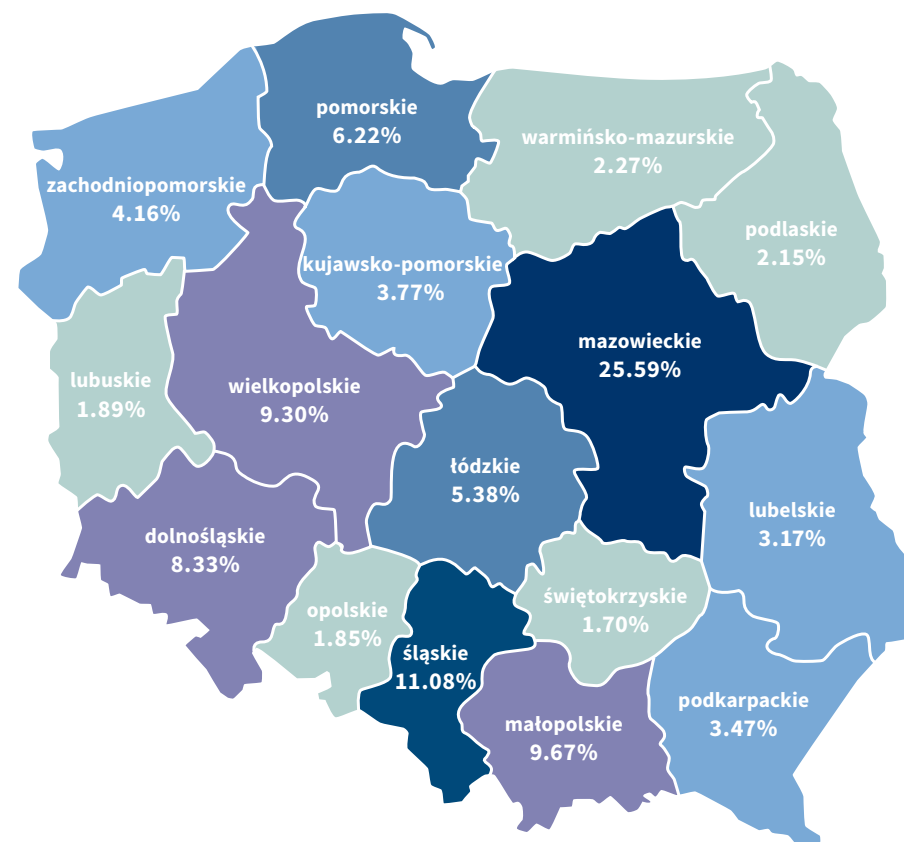 pomorskie
6.22%
warmińsko-mazurskie
2.27%
zachodniopomorskie
4.16%
podlaskie
2.15%
kujawsko-pomorskie
3.77%
mazowieckie
25.59%
lubuskie
1.89%
wielkopolskie
9.30%
łódzkie
5.38%
lubelskie
3.17%
dolnośląskie
8.33%
świętokrzyskie
1.70%
opolskie
1.85%
śląskie
11.08%
podkarpackie
3.47%
małopolskie
9.67%